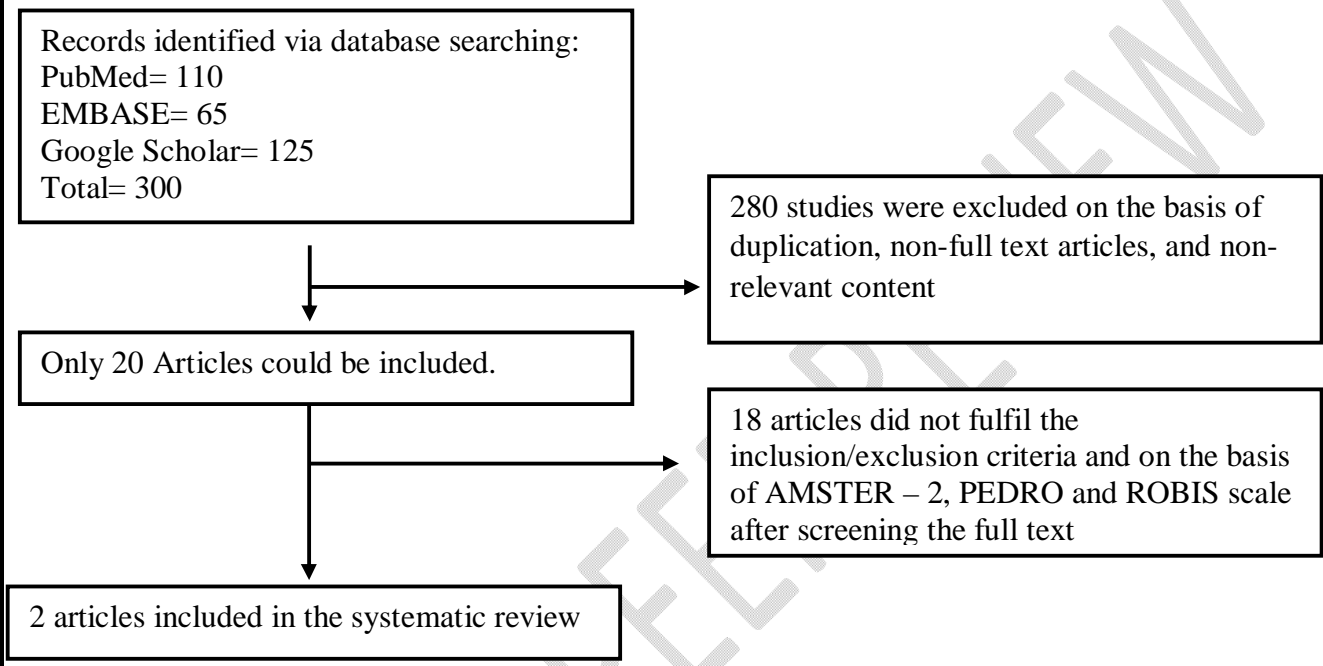 Records identified via database searching:
PubMed= 110
EMBASE= 65
Google Scholar= 125
Total= 300
280 studies were excluded on the basis of
duplication, non-full text articles, and non-
relevant content
Only 20 Articles could be included.
18 articles did not fulfil the
inclusion/exclusion criteria and on the basis
of AMSTER – 2, PEDRO and ROBIS scale
after screening the full text
2 articles included in the systematic review